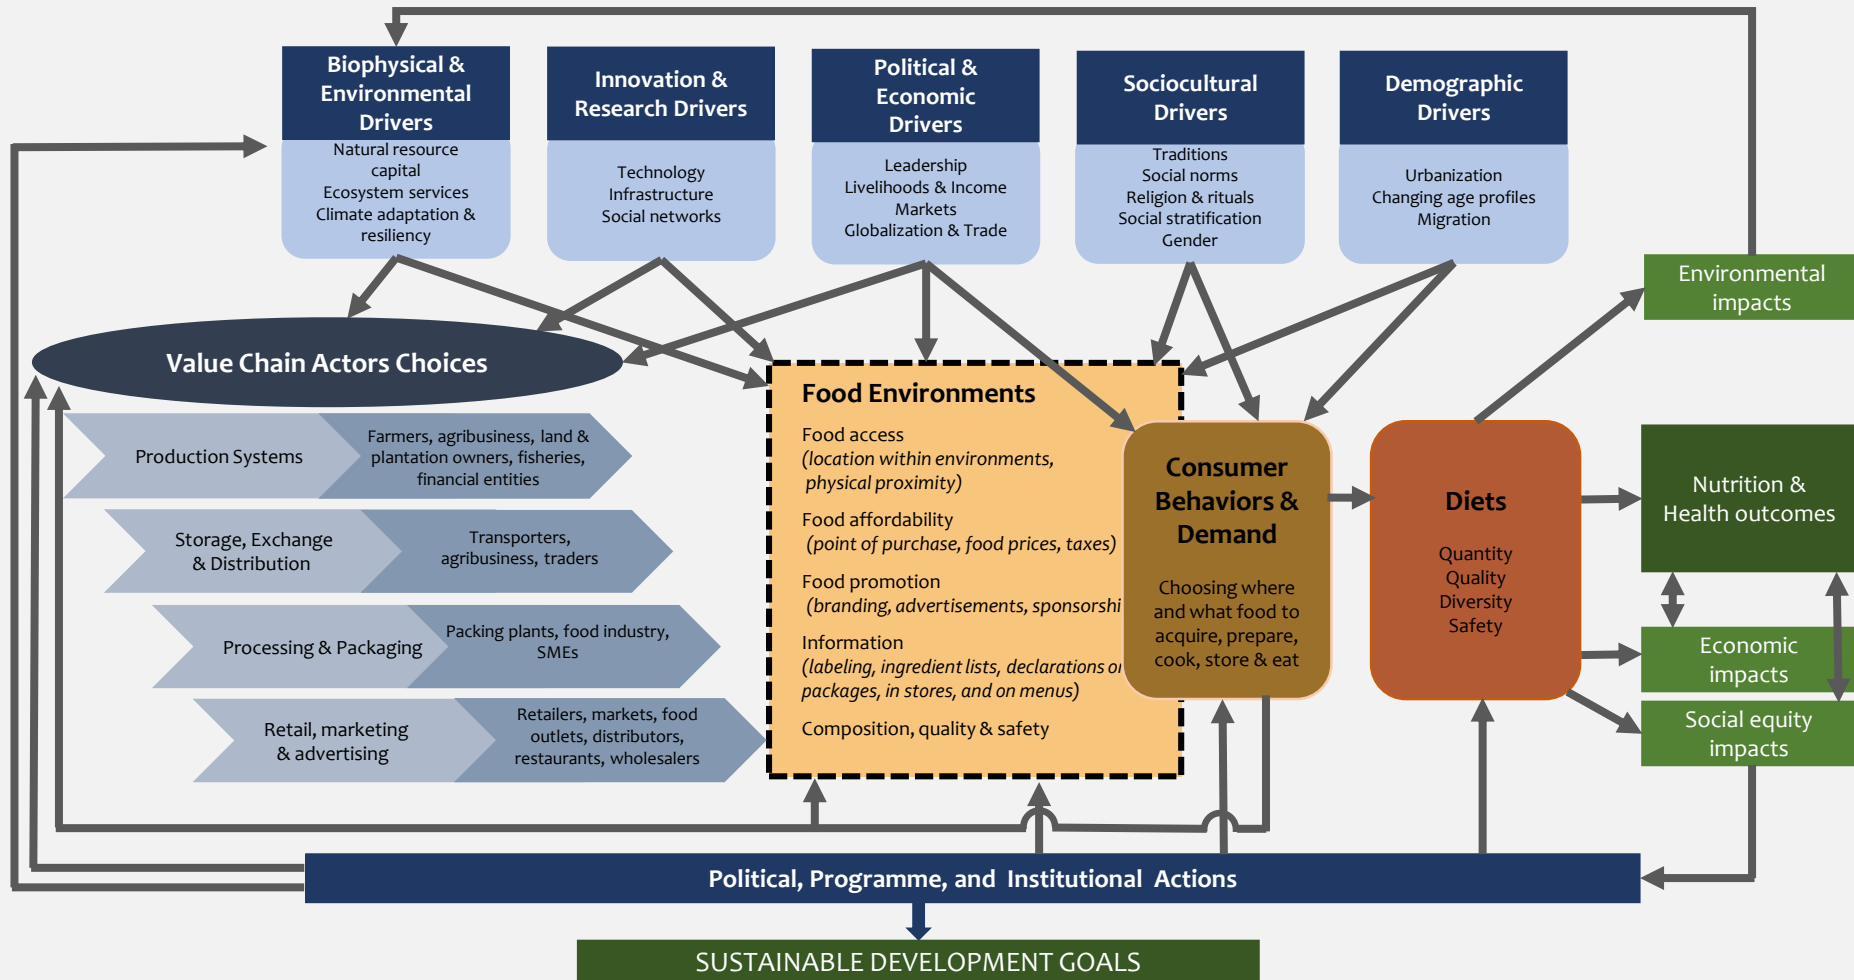 Biophysical &
Environmental
Drivers
Natural resource
capital
Ecosystem services
Climate adaptation &
resiliency
Innovation &
Research Drivers
Technology
Infrastructure
Social networks
Political &
Economic
Drivers
Leadership
Livelihoods & Income
Markets
Globalization & Trade
Sociocultural
Drivers
Traditions
Social norms
Religion & rituals
Social stratification
Gender
Demographic
Drivers
Urbanization
Changing age profiles
Migration
Environmental
impacts
Value Chain Actors Choices
Production Systems
Farmers, agribusiness, land &
plantation owners, fisheries,
financial entities
Storage, Exchange
& Distribution
Transporters,
agribusiness, traders
Processing & Packaging
Packing plants, food industry,
SMEs
Retail, marketing
& advertising
Retailers, markets, food
outlets, distributors,
restaurants, wholesalers
Food Environments
Food access
(location within environments,
physical proximity)
Food affordability
(point of purchase, food prices, taxes)
Food promotion
(branding, advertisements, sponsorshi
Information
(labeling, ingredient lists, declarations on
packages, in stores, and on menus)
Composition, quality & safety
Consumer
Behaviors &
Demand
Choosing where
and what food to
acquire, prepare,
cook, store & eat
Diets
Quantity
Quality
Diversity
Safety
Nutrition &
Health outcomes
Economic
impacts
Social equity
impacts
Political, Programme, and Institutional Actions
SUSTAINABLE DEVELOPMENT GOALS